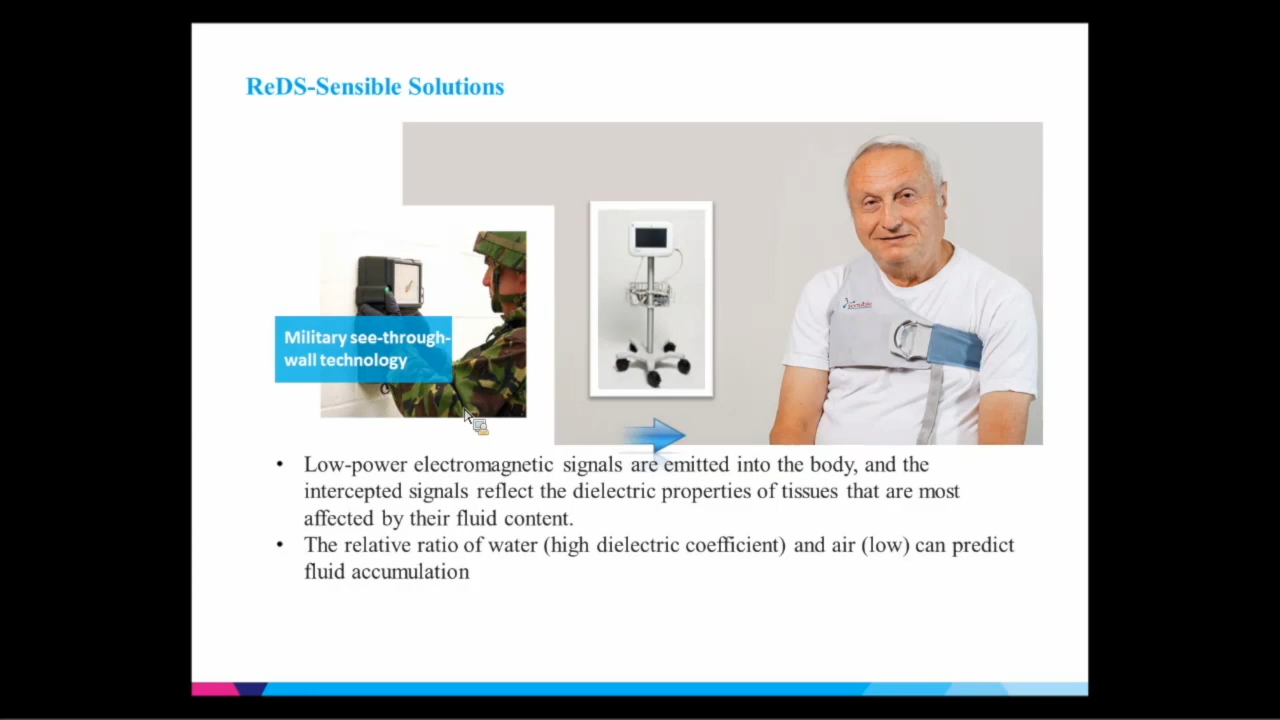 ReDS-Sensible Solutions
Military see-through-
wall technology
• Low-power electromagnetic signals are emitted into the body, and the
intercepted signals reflect the dielectric properties of tissues that are most
affected by their fluid content.
• The relative ratio of water (high dielectric coefficient) and air (low) can predict
fluid accumulation